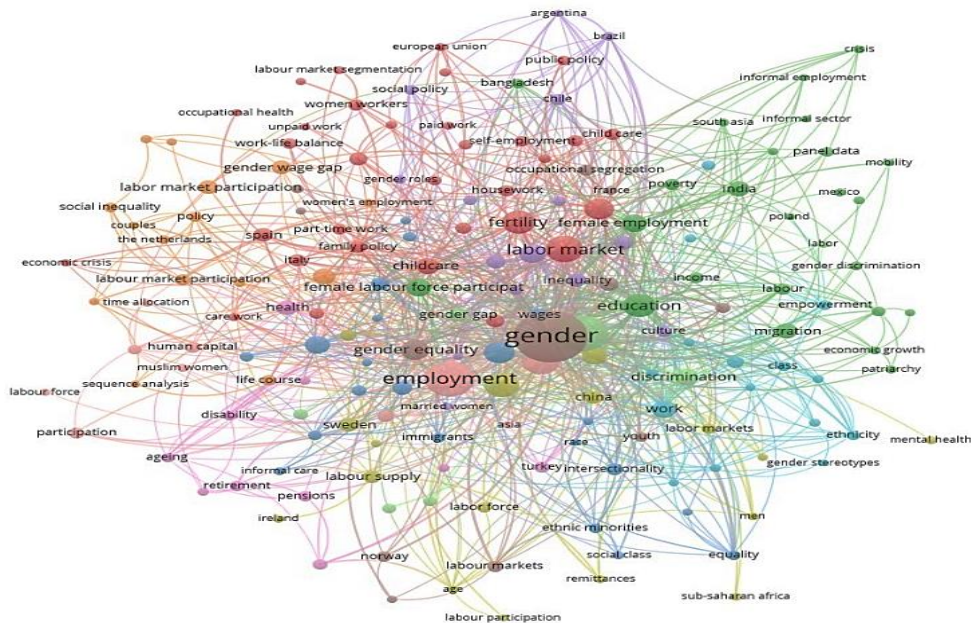 argentina
brazil
european union
crisis
public policy
labour market segmentation
informal employment
social policy
bangladesh
chile
women workers
occupational health
informal sector
south asia
unpaid work
paid work
self-employment
child care
work-life balance
panel data
gender wage gap
occupational segregation
mobility
gender roles
poverty
labor market participation
housework
france
india
mexico
women's employment
social inequality
policy
couples
fertility
female employment
poland
part-time work
spain
the netherlands
family policy
labor market
labor
italy
economic crisis
childcare
gender discrimination
labour market participation
female labour force participat
inequality
income
labour
time allocation
health
education
empowerment
care work
gender gap
wages
culture
migration
gender
human capital
gender equality
economic growth
muslim women
class
patriarchy
sequence analysis
life course
employment
discrimination
labour force
china
married women
work
disability
asia
participation
sweden
immigrants
race
youth
labor markets
ethnicity
mental health
ageing
informal care
labour supply
turkey
intersectionality
gender stereotypes
retirement
pensions
ireland
labor force
men
ethnic minorities
norway
labour markets
social class
equality
remittances
age
sub-saharan africa
labour participation